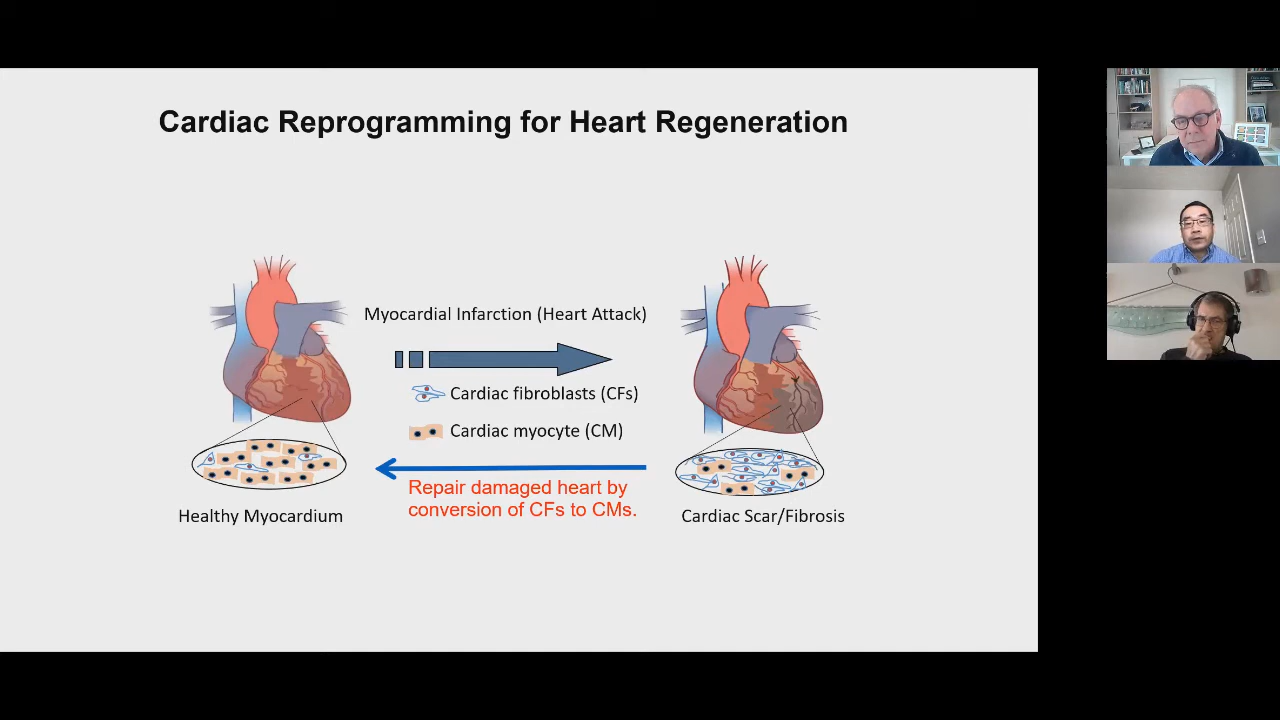 Cardiac Reprogramming for Heart Regeneration
Myocardial Infarction (Heart Attack)
Cardiac fibroblasts (CFs)
Cardiac myocyte (CM)
Repair damaged heart by
conversion of CFs to CMs.
Healthy Myocardium
Cardiac Scar/Fibrosis